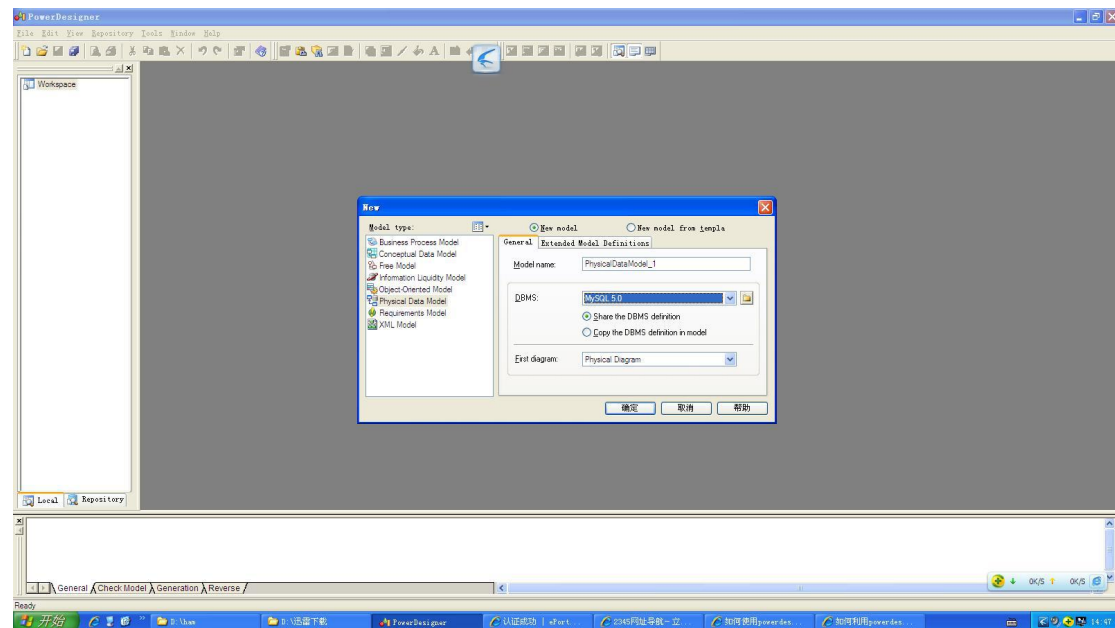 PowerDesigner
File Edit View Repository Tools Window Help
Workspace
New
Model type:
New model
New model from templa
Business Process Model
Conceptual Data Model
Free Model
Information Liquidity Model
Object-Oriented Model
Physical Data Model
Requirements Model
XML Model
General
Extended Model Definitions
Model name:
PhysicalDataModel_1
DBMS:
MySQL 5.0
Share the DBMS definition
Copy the DBMS definition in model
First diagram:
Physical Diagram
确定
取消
帮助
Local
Repository
General
Check Model
Generation
Reverse
0K/S
0K/S
Ready
开始
D:\ham
D:\迅雷下载
PowerDesigner
认证成功 | ePort...
2345网址导航－立...
如何使用powerdes...
如何利用powerdes...
14:47